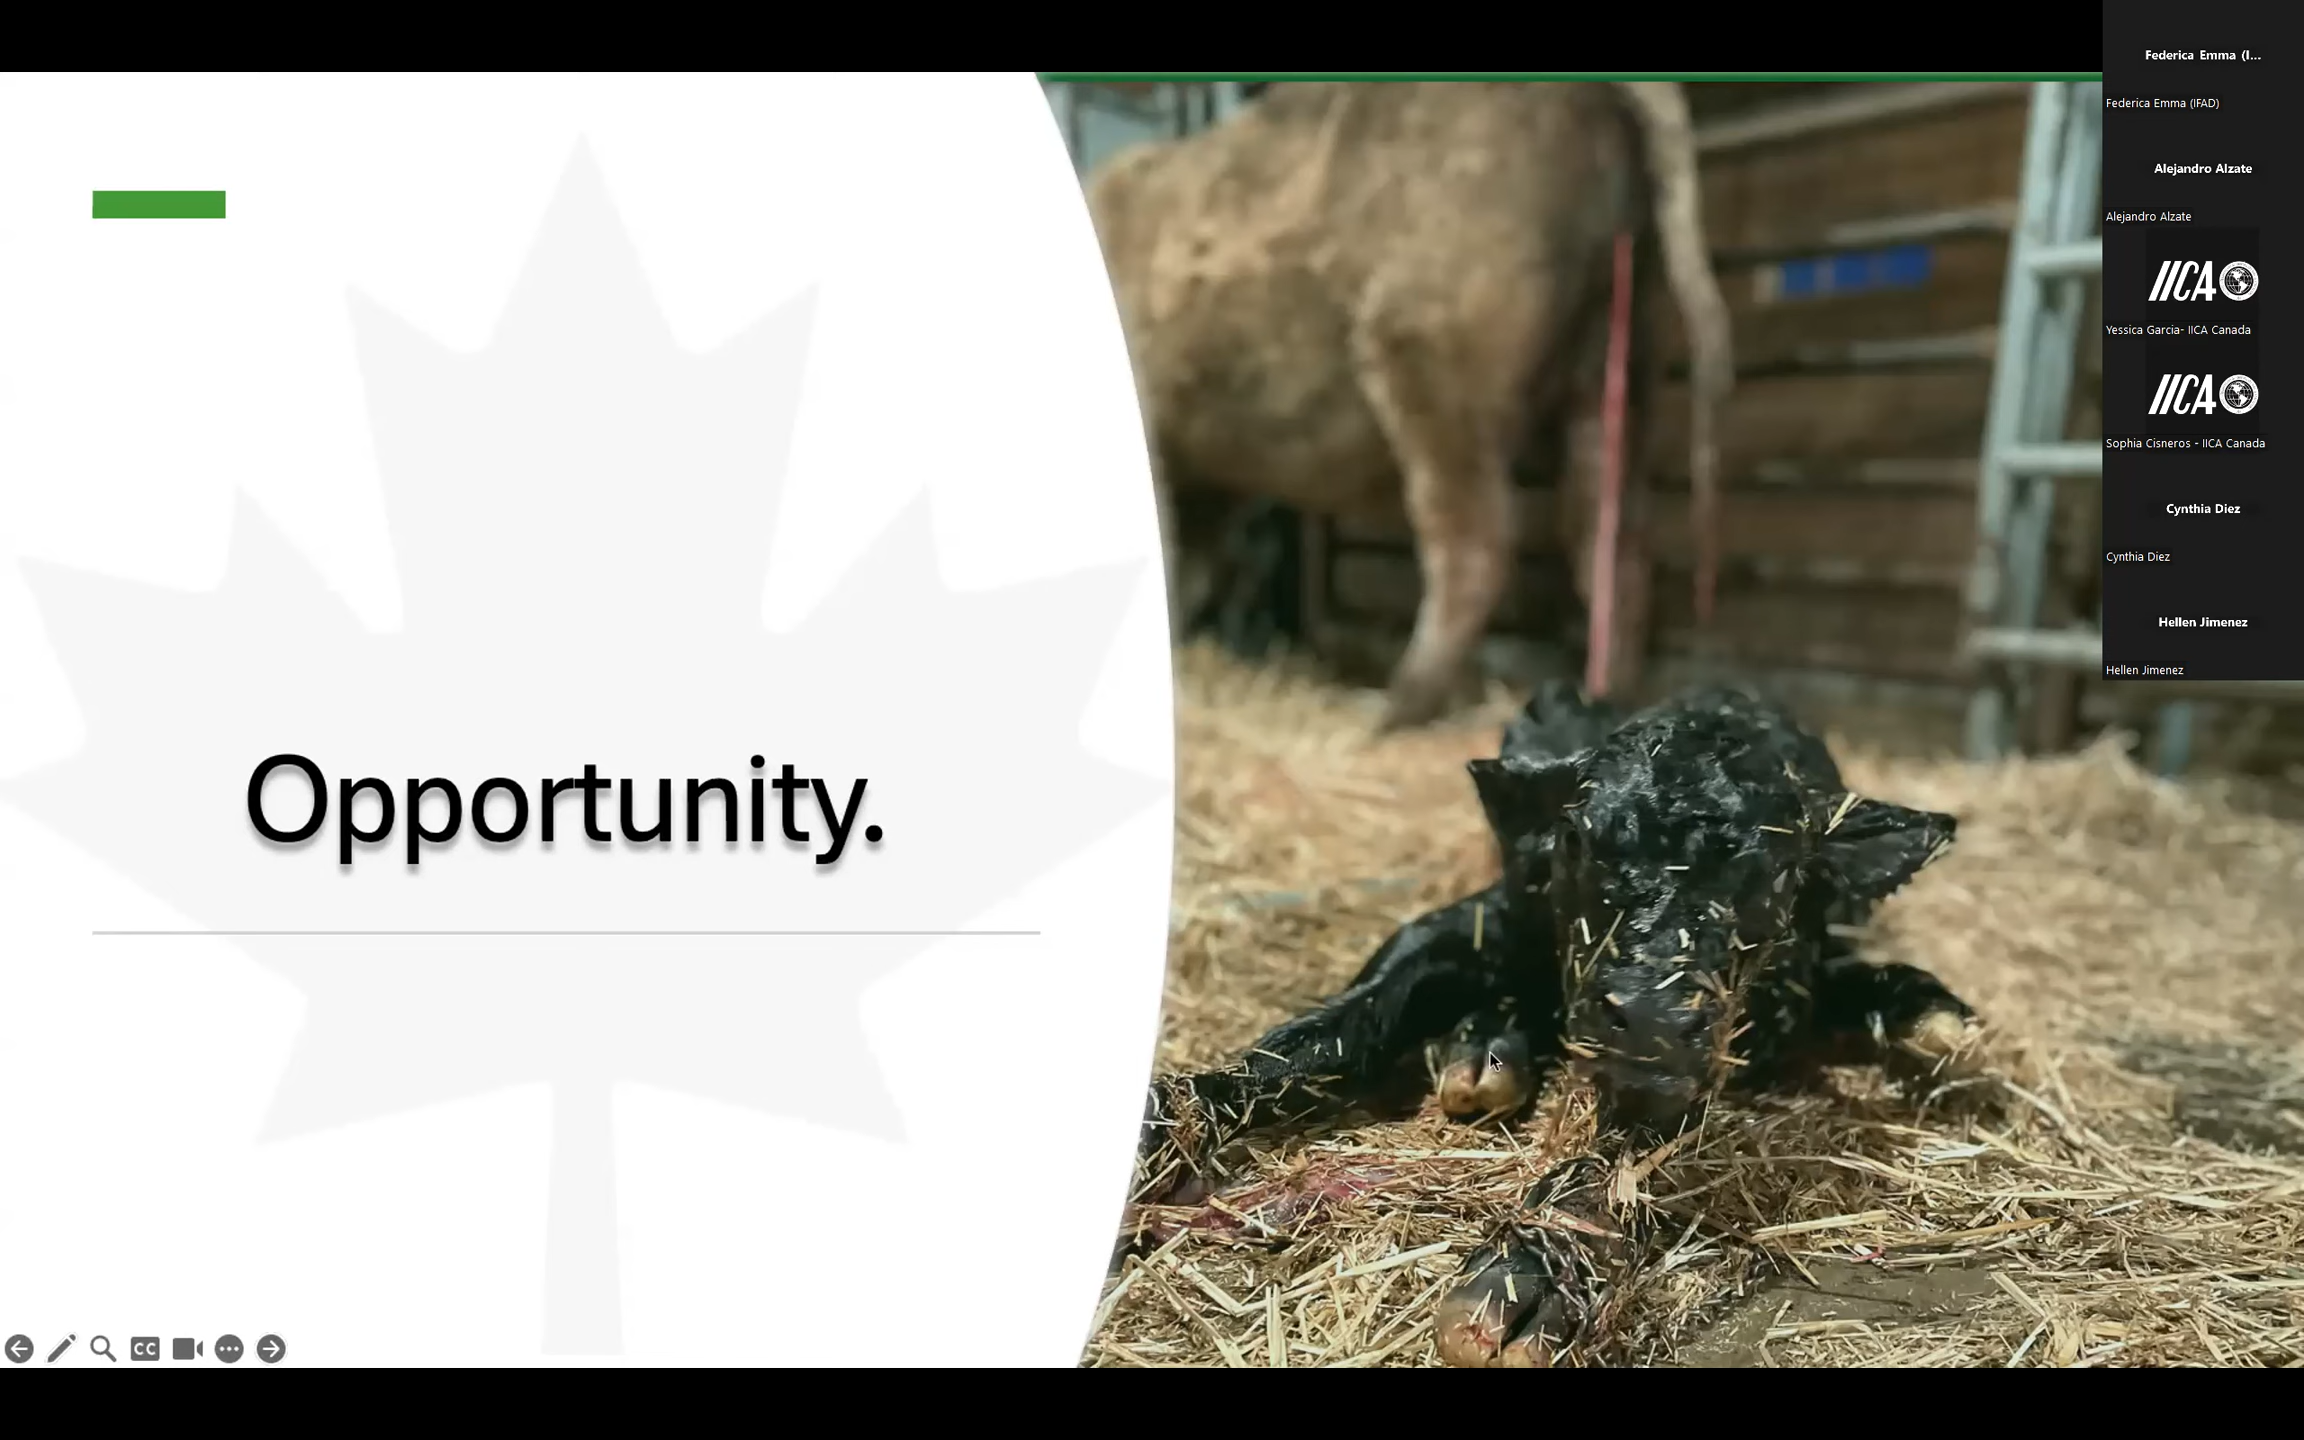 Opportunity.
Federica Emma (I...
Federica Emma (IFAD)
Alejandro Alzate
Alejandro Alzate
IICA
Yessica Garcia- IICA Canada
IICA
Sophia Cisneros - IICA Canada
Cynthia Diez
Cynthia Diez
Hellen Jimenez
Hellen Jimenez
CC